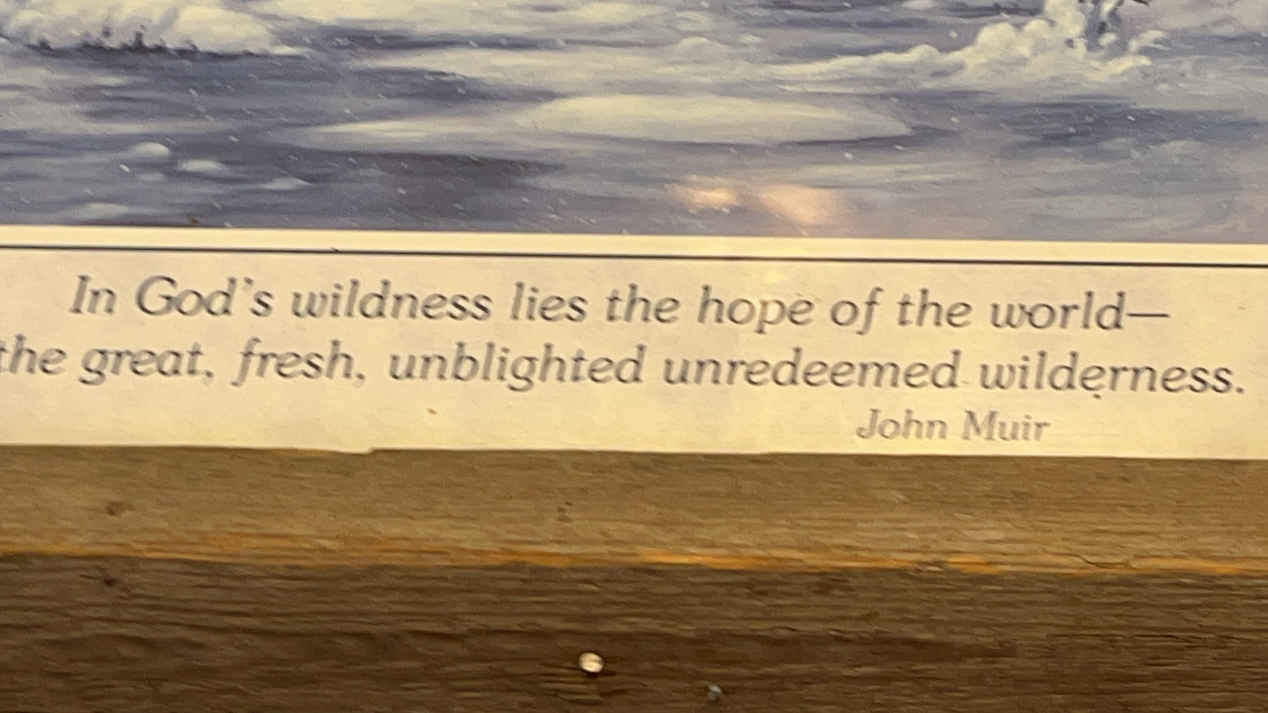 In God's wildness lies the hope of the world—
the great, fresh, unblighted unredeemed wilderness.
John Muir